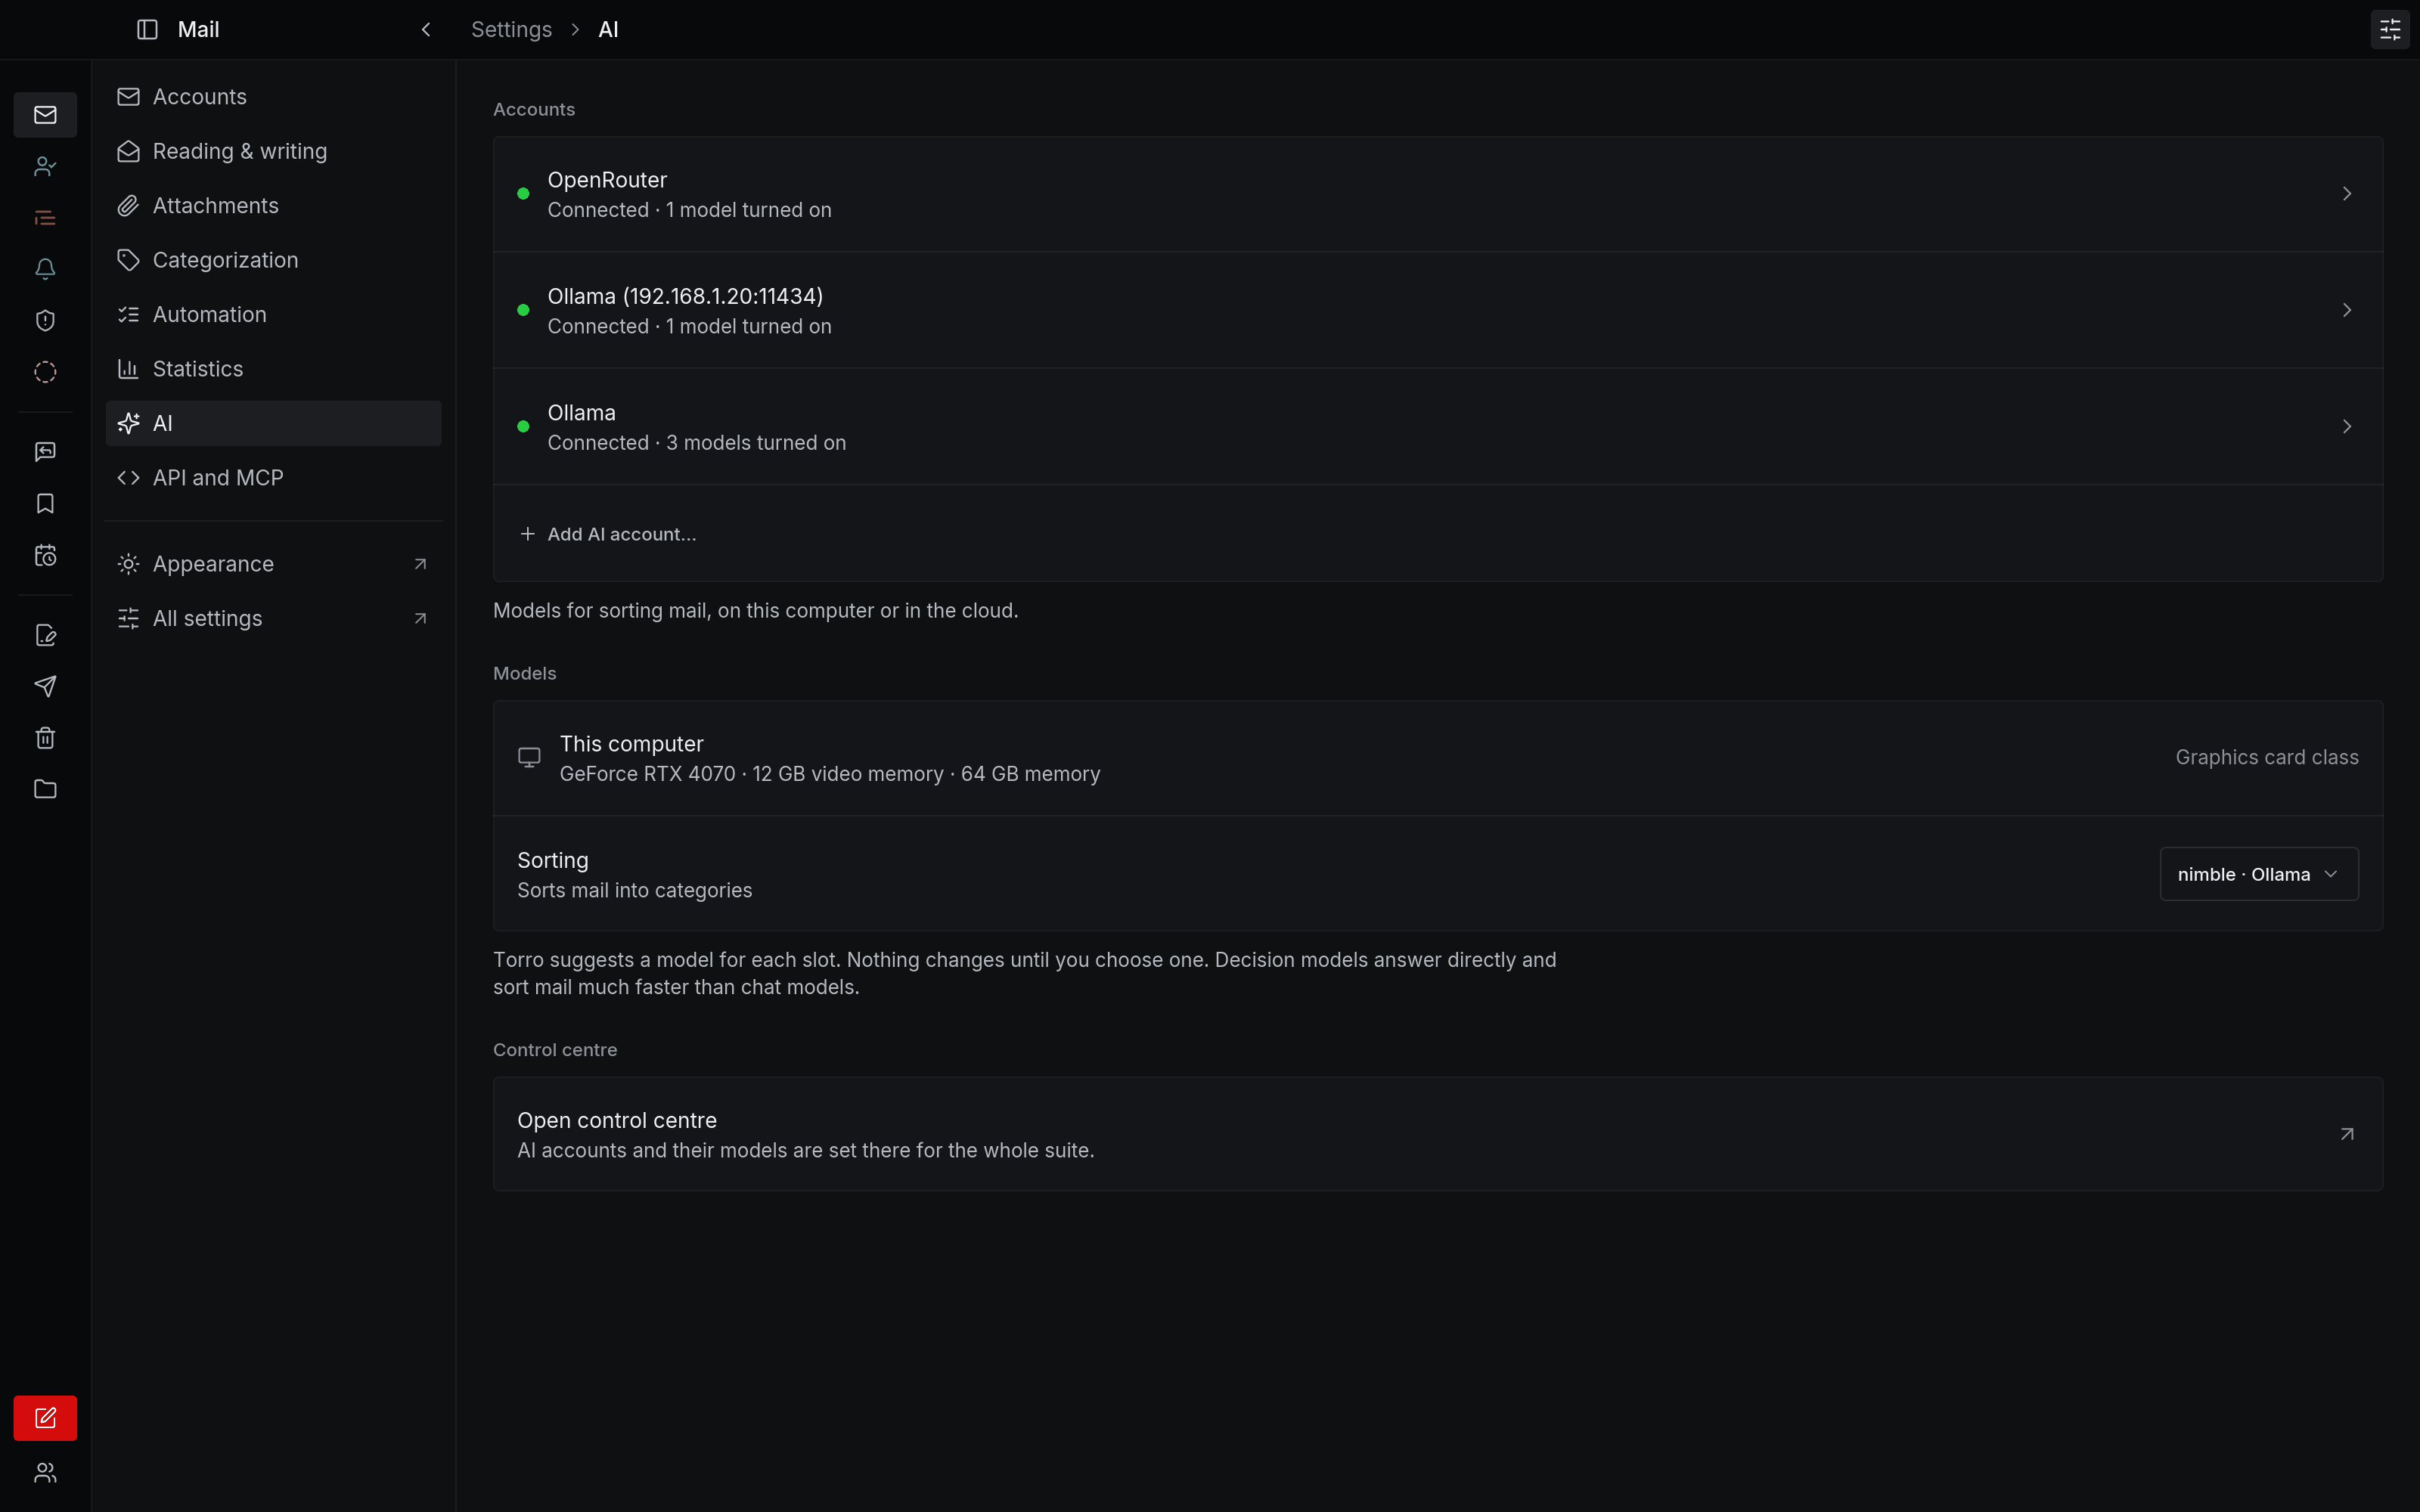 Mail
Settings > AI
Accounts
Reading & writing
Attachments
Categorization
Automation
Statistics
AI
API and MCP
Appearance
All settings
Accounts
OpenRouter
Connected · 1 model turned on
Ollama (192.168.1.20:11434)
Connected · 1 model turned on
Ollama
Connected · 3 models turned on
Add AI account...
Models for sorting mail, on this computer or in the cloud.
Models
This computer
GeForce RTX 4070 · 12 GB video memory · 64 GB memory
Graphics card class
Sorting
Sorts mail into categories
nimble · Ollama
Torro suggests a model for each slot. Nothing changes until you choose one. Decision models answer directly and
sort mail much faster than chat models.
Control centre
Open control centre
AI accounts and their models are set there for the whole suite.